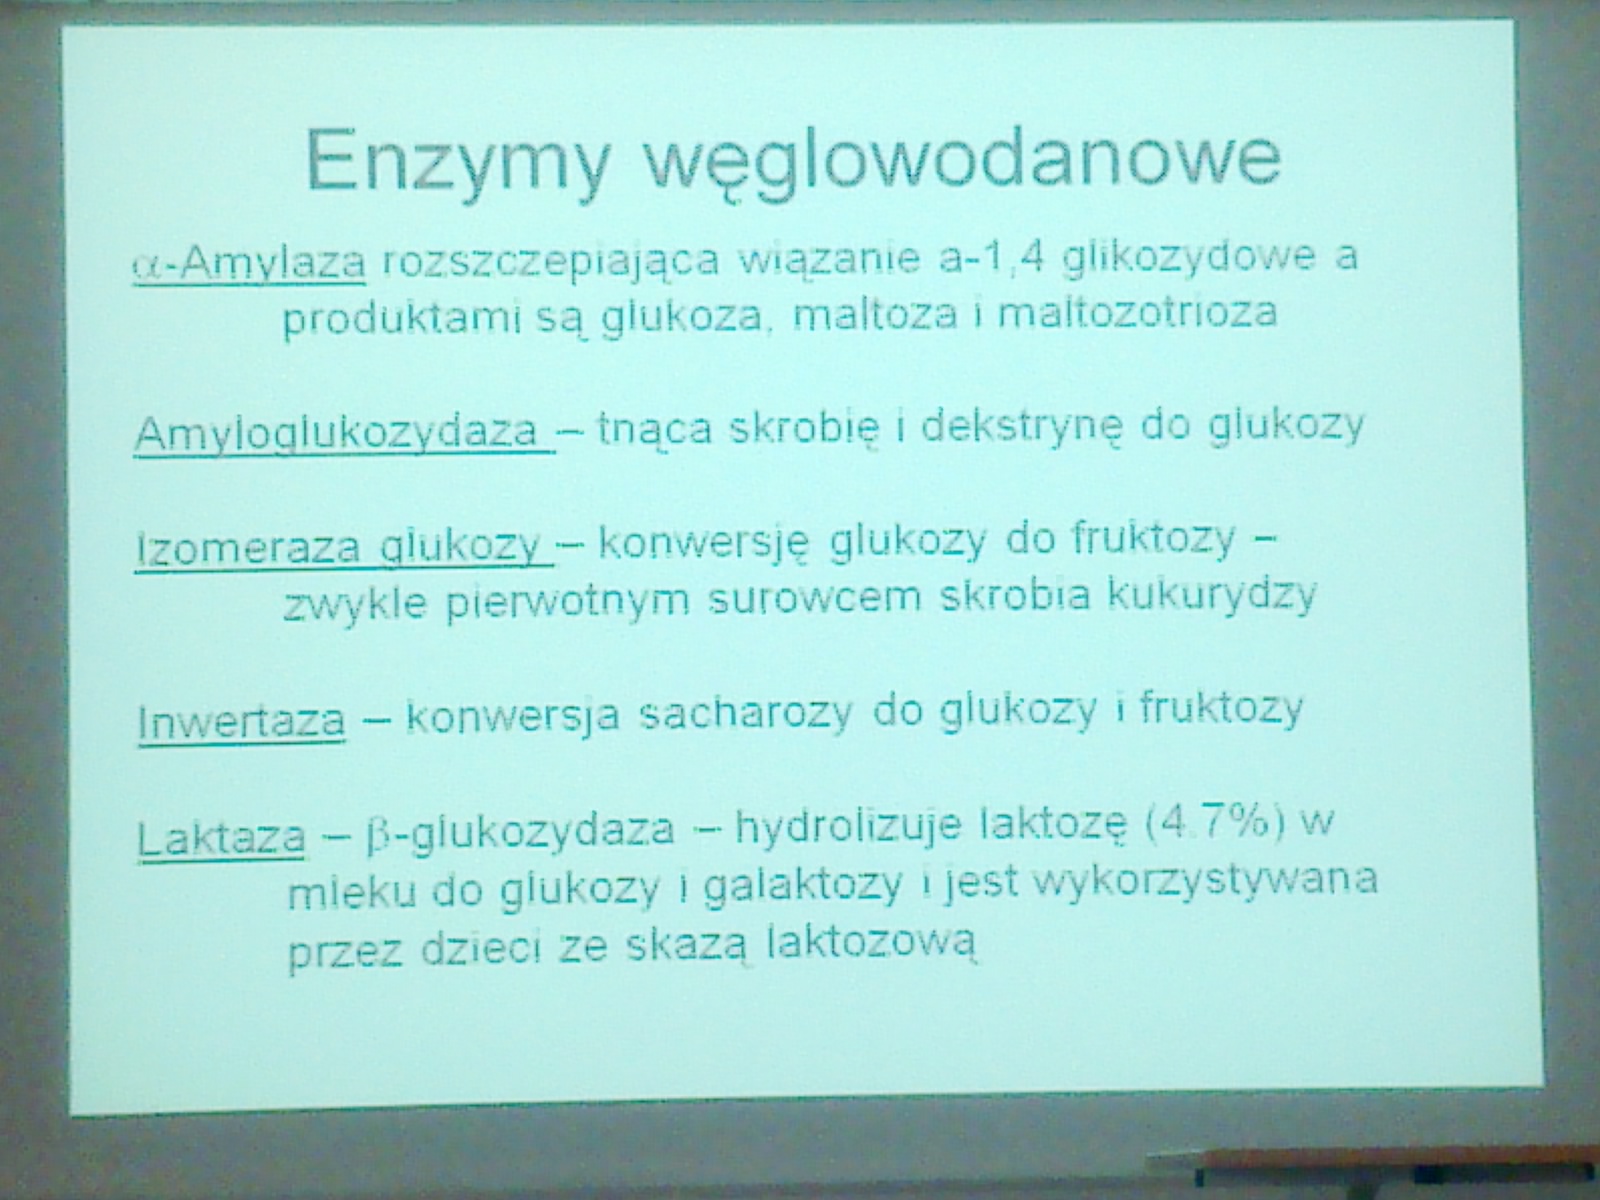 Enzymy węglowodanowe
α-Amylaza rozszczepiająca wiązanie a-1,4 glikozydowe a
produktami są glukoza, maltoza i maltozotrioza
Amyloglukozydaza – tnąca skrobię i dekstrynę do glukozy
Izomeraza glukozy – konwersję glukozy do fruktozy –
zwykle pierwotnym surowcem skrobia kukurydzy
Inwertaza – konwersja sacharozy do glukozy i fruktozy
Laktaza – β-glukozydaza – hydrolizuje laktozę (4.7%) w
mleku do glukozy i galaktozy i jest wykorzystywana
przez dzieci ze skazą laktozową